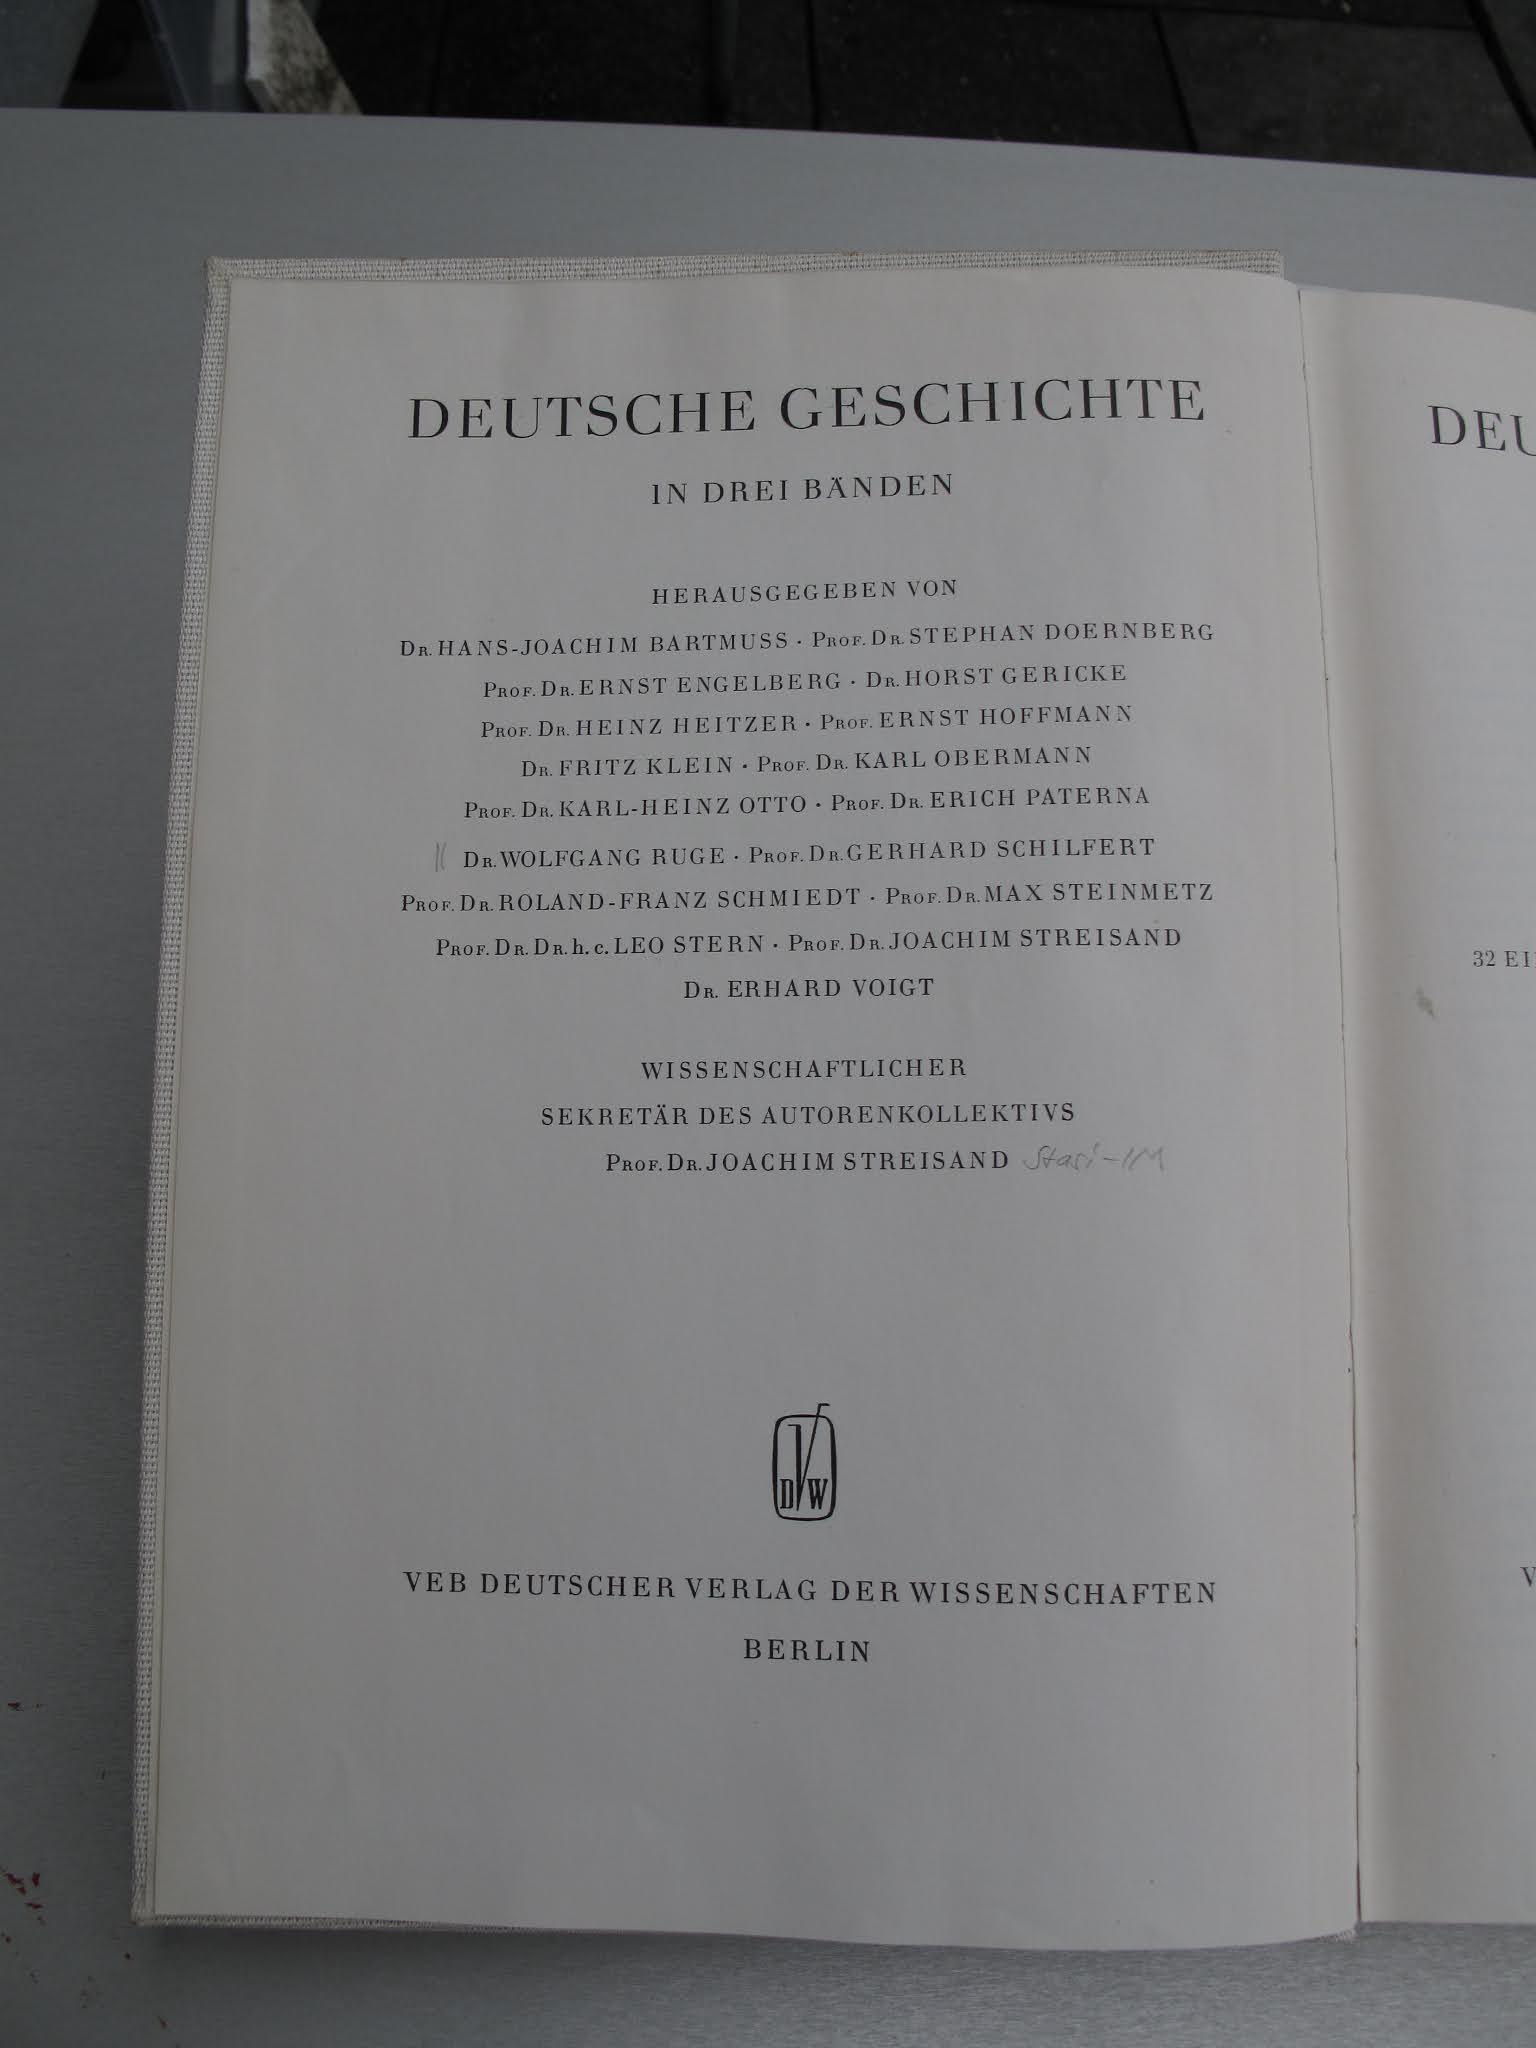 DEUTSCHE GESCHICHTE
IN DREI BÄNDEN
HERAUSGEGEBEN VON
DR. HANS-JOACHIM BARTMUSS · PROF. DR. STEPHAN DOERNBERG
PROF. DR. ERNST ENGELBERG · DR. HORST GERICKE
PROF. DR. HEINZ HEITZER · PROF. ERNST HOFFMANN
DR. FRITZ KLEIN · PROF. DR. KARL OBERMANN
PROF. DR. KARL-HEINZ OTTO · PROF. DR. ERICH PATERNA
DR. WOLFGANG RUGE · PROF. DR. GERHARD SCHILFERT
PROF. DR. ROLAND-FRANZ SCHMIEDT · PROF. DR. MAX STEINMETZ
PROF. DR. DR. h. c. LEO STERN · PROF. DR. JOACHIM STREISAND
DR. ERHARD VOIGT
WISSENSCHAFTLICHER
SEKRETÄR DES AUTORENKOLLEKTIVS
PROF. DR. JOACHIM STREISAND Stasi-IM
DVW
VEB DEUTSCHER VERLAG DER WISSENSCHAFTEN
BERLIN
DEU
32 EI
V